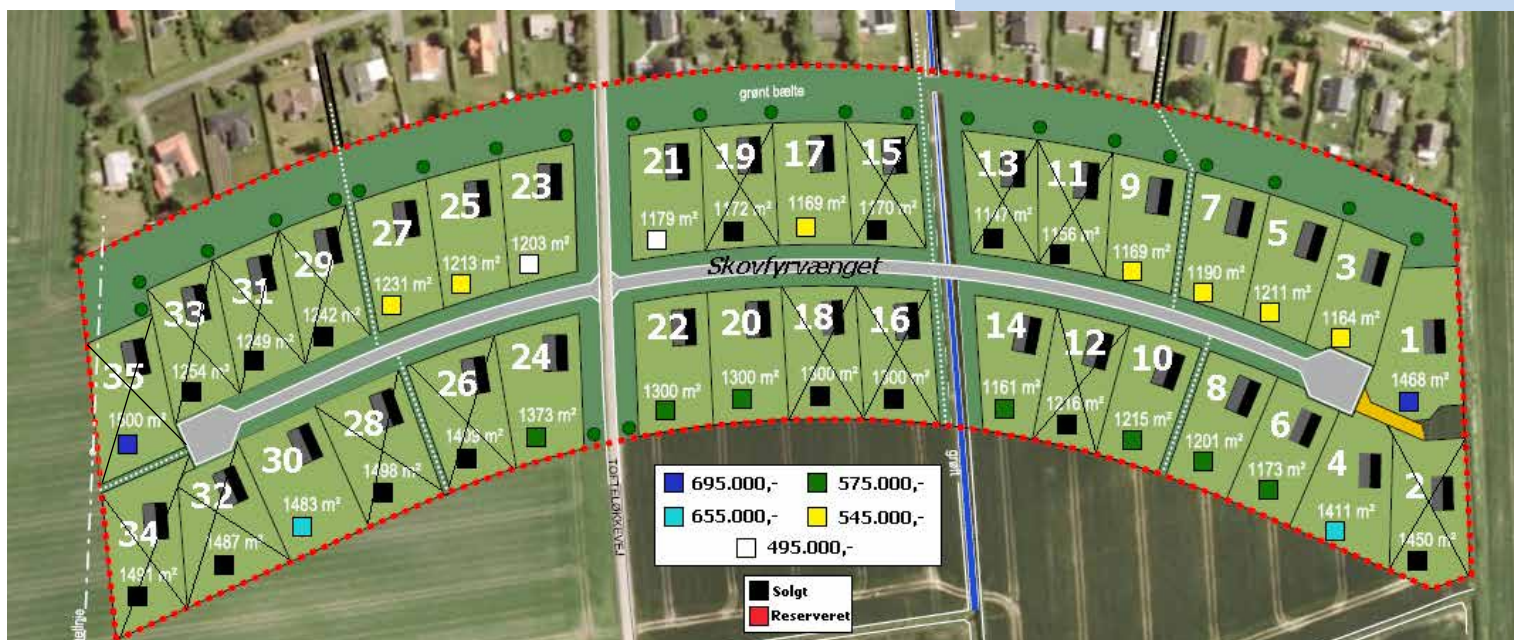 grønt bælte
21
1179 m²
19
1172 m²
17
1169 m²
15
1170 m²
13
1147 m²
11
1156 m²
9
1169 m²
7
1190 m²
5
1211 m²
3
1164 m²
1
1468 m²
23
1203 m²
25
1213 m²
27
1231 m²
29
1242 m²
31
1249 m²
33
1254 m²
35
1500 m²
Skovfyrvænget
22
1300 m²
20
1300 m²
18
1300 m²
16
1300 m²
14
1161 m²
12
1216 m²
10
1215 m²
8
1201 m²
6
1173 m²
4
1411 m²
2
1450 m²
24
1373 m²
26
1409 m²
28
1498 m²
30
1483 m²
32
1487 m²
34
1491 m²
TOFTELØKKEVEJ
grøft
695.000,-
575.000,-
655.000,-
545.000,-
495.000,-
Solgt
Reserveret